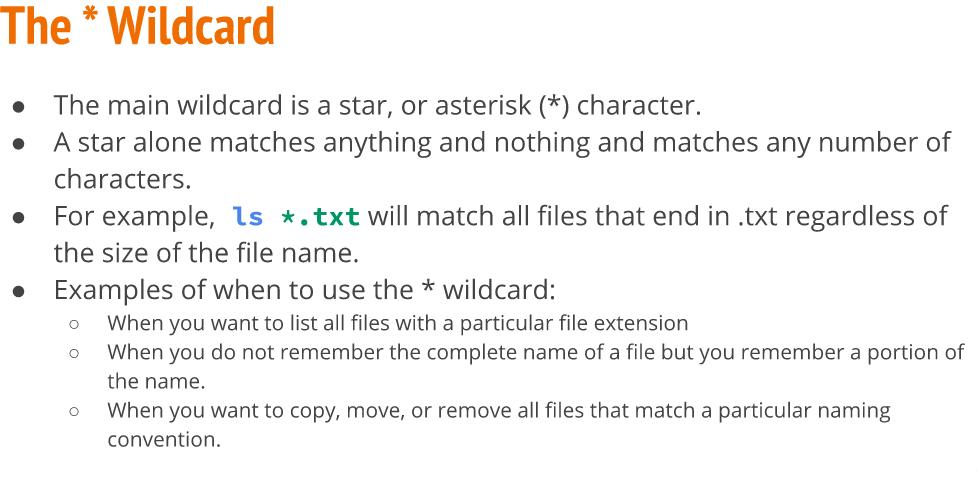 The * Wildcard
● The main wildcard is a star, or asterisk (*) character.
● A star alone matches anything and nothing and matches any number of
characters.
● For example, ls *.txt will match all files that end in .txt regardless of
the size of the file name.
● Examples of when to use the * wildcard:
○ When you want to list all files with a particular file extension
○ When you do not remember the complete name of a file but you remember a portion of
the name.
○ When you want to copy, move, or remove all files that match a particular naming
convention.